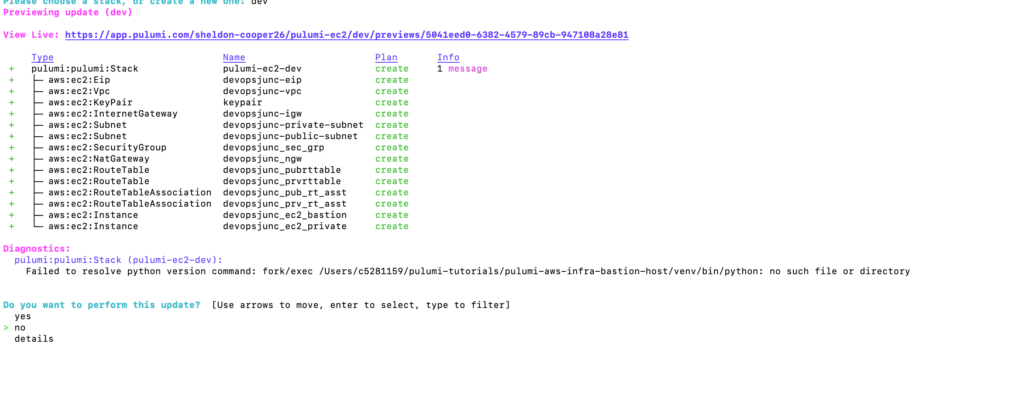 Please choose a stack, or create a new one: dev
Previewing update (dev)
View Live: https://app.pulumi.com/sheldon-cooper26/pulumi-ec2/dev/previews/5041eed0-6382-4579-89cb-947108a28e81
Type Name Plan Info
+ pulumi:pulumi:Stack pulumi-ec2-dev create 1 message
+ ├─ aws:ec2:Eip devopsjunc-eip create
+ ├─ aws:ec2:Vpc devopsjunc-vpc create
+ ├─ aws:ec2:KeyPair keypair create
+ ├─ aws:ec2:InternetGateway devopsjunc-igw create
+ ├─ aws:ec2:Subnet devopsjunc-private-subnet create
+ ├─ aws:ec2:Subnet devopsjunc-public-subnet create
+ ├─ aws:ec2:SecurityGroup devopsjunc_sec_grp create
+ ├─ aws:ec2:NatGateway devopsjunc_ngw create
+ ├─ aws:ec2:RouteTable devopsjunc_pubrttable create
+ ├─ aws:ec2:RouteTable devopsjunc_prvrttable create
+ ├─ aws:ec2:RouteTableAssociation devopsjunc_pub_rt_asst create
+ ├─ aws:ec2:RouteTableAssociation devopsjunc_prv_rt_asst create
+ ├─ aws:ec2:Instance devopsjunc_ec2_bastion create
+ └─ aws:ec2:Instance devopsjunc_ec2_private create
Diagnostics:
pulumi:pulumi:Stack (pulumi-ec2-dev):
Failed to resolve python version command: fork/exec /Users/c5281159/pulumi-tutorials/pulumi-aws-infra-bastion-host/venv/bin/python: no such file or directory
Do you want to perform this update? [Use arrows to move, enter to select, type to filter]
yes
> no
details